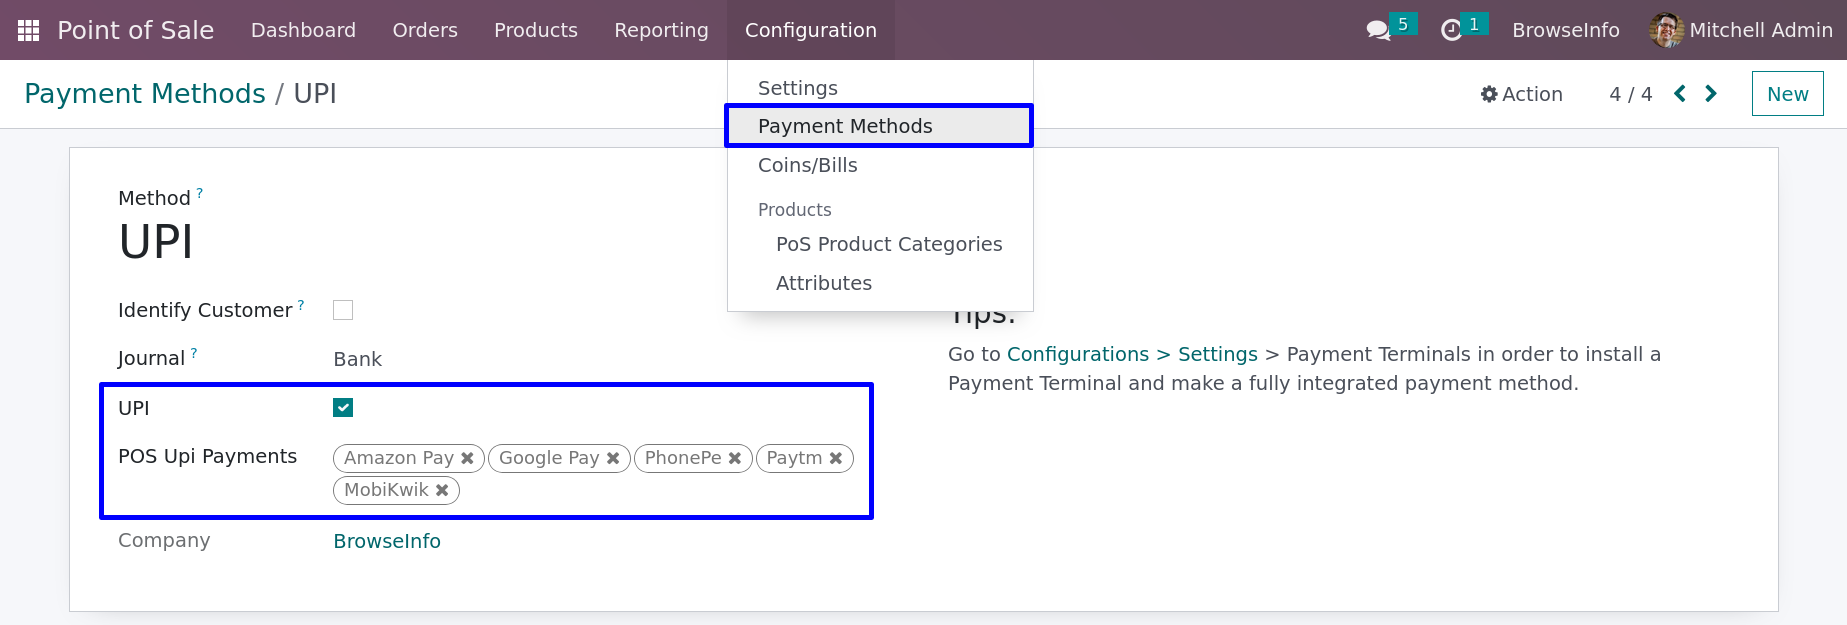 Point of Sale Dashboard Orders Products Reporting Configuration 5 1 BrowseInfo Mitchell Admin
Payment Methods / UPI
Action 4 / 4 New
Settings
Payment Methods
Coins/Bills
Products
PoS Product Categories
Attributes
Method ?
UPI
Identify Customer ?
Journal ? Bank
UPI
POS Upi Payments Amazon Pay Google Pay PhonePe Paytm
MobiKwik
Company BrowseInfo
Tips:
Go to Configurations > Settings > Payment Terminals in order to install a
Payment Terminal and make a fully integrated payment method.